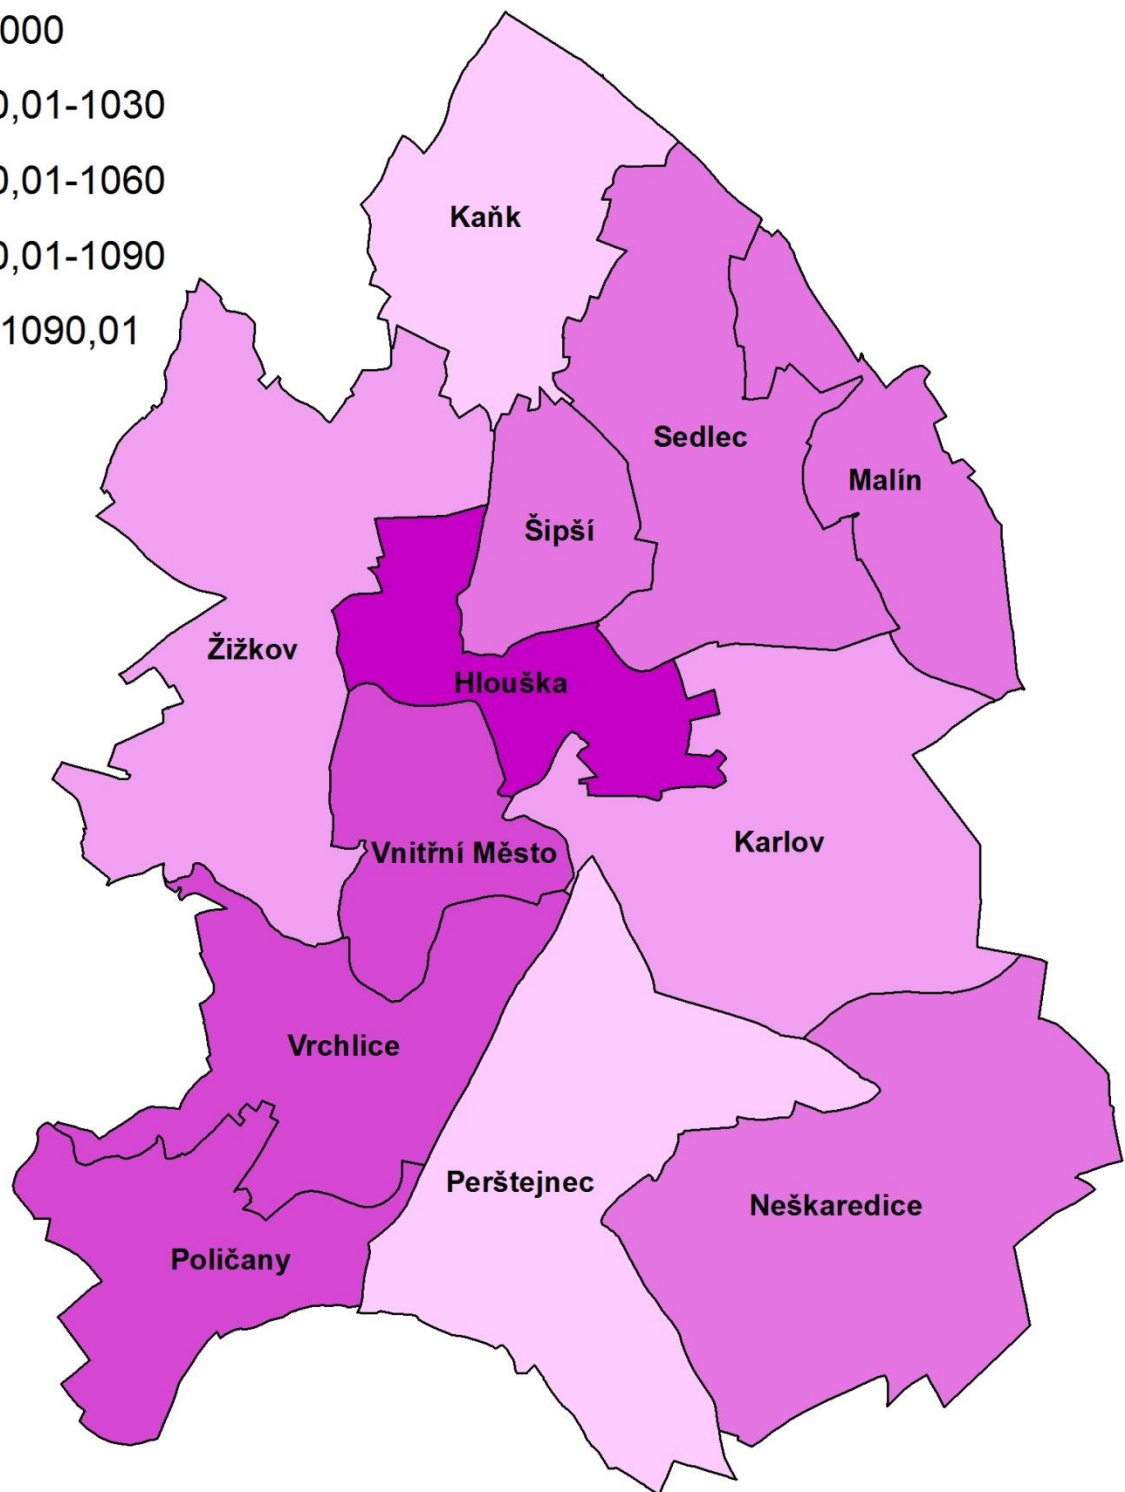 000
0,01-1030
0,01-1060
0,01-1090
1090,01
Kaňk
Sedlec
Malín
Šipší
Žižkov
Hlouška
Karlov
Vnitřní Město
Vrchlice
Perštejnec
Neškaredice
Poličany